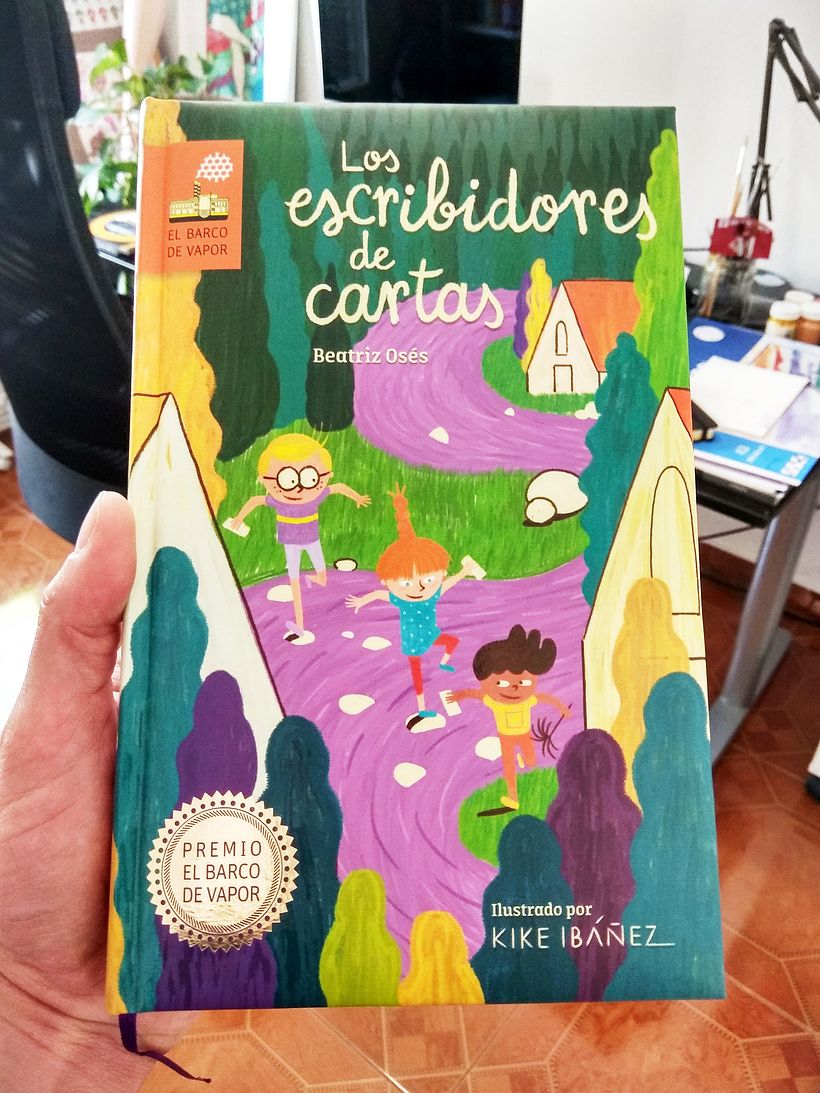 EL BARCO
DE VAPOR
Los
escribidores
de
cartas
Beatriz Osés
PREMIO
EL BARCO
DE VAPOR
Ilustrado por
KIKE IBÁÑEZ